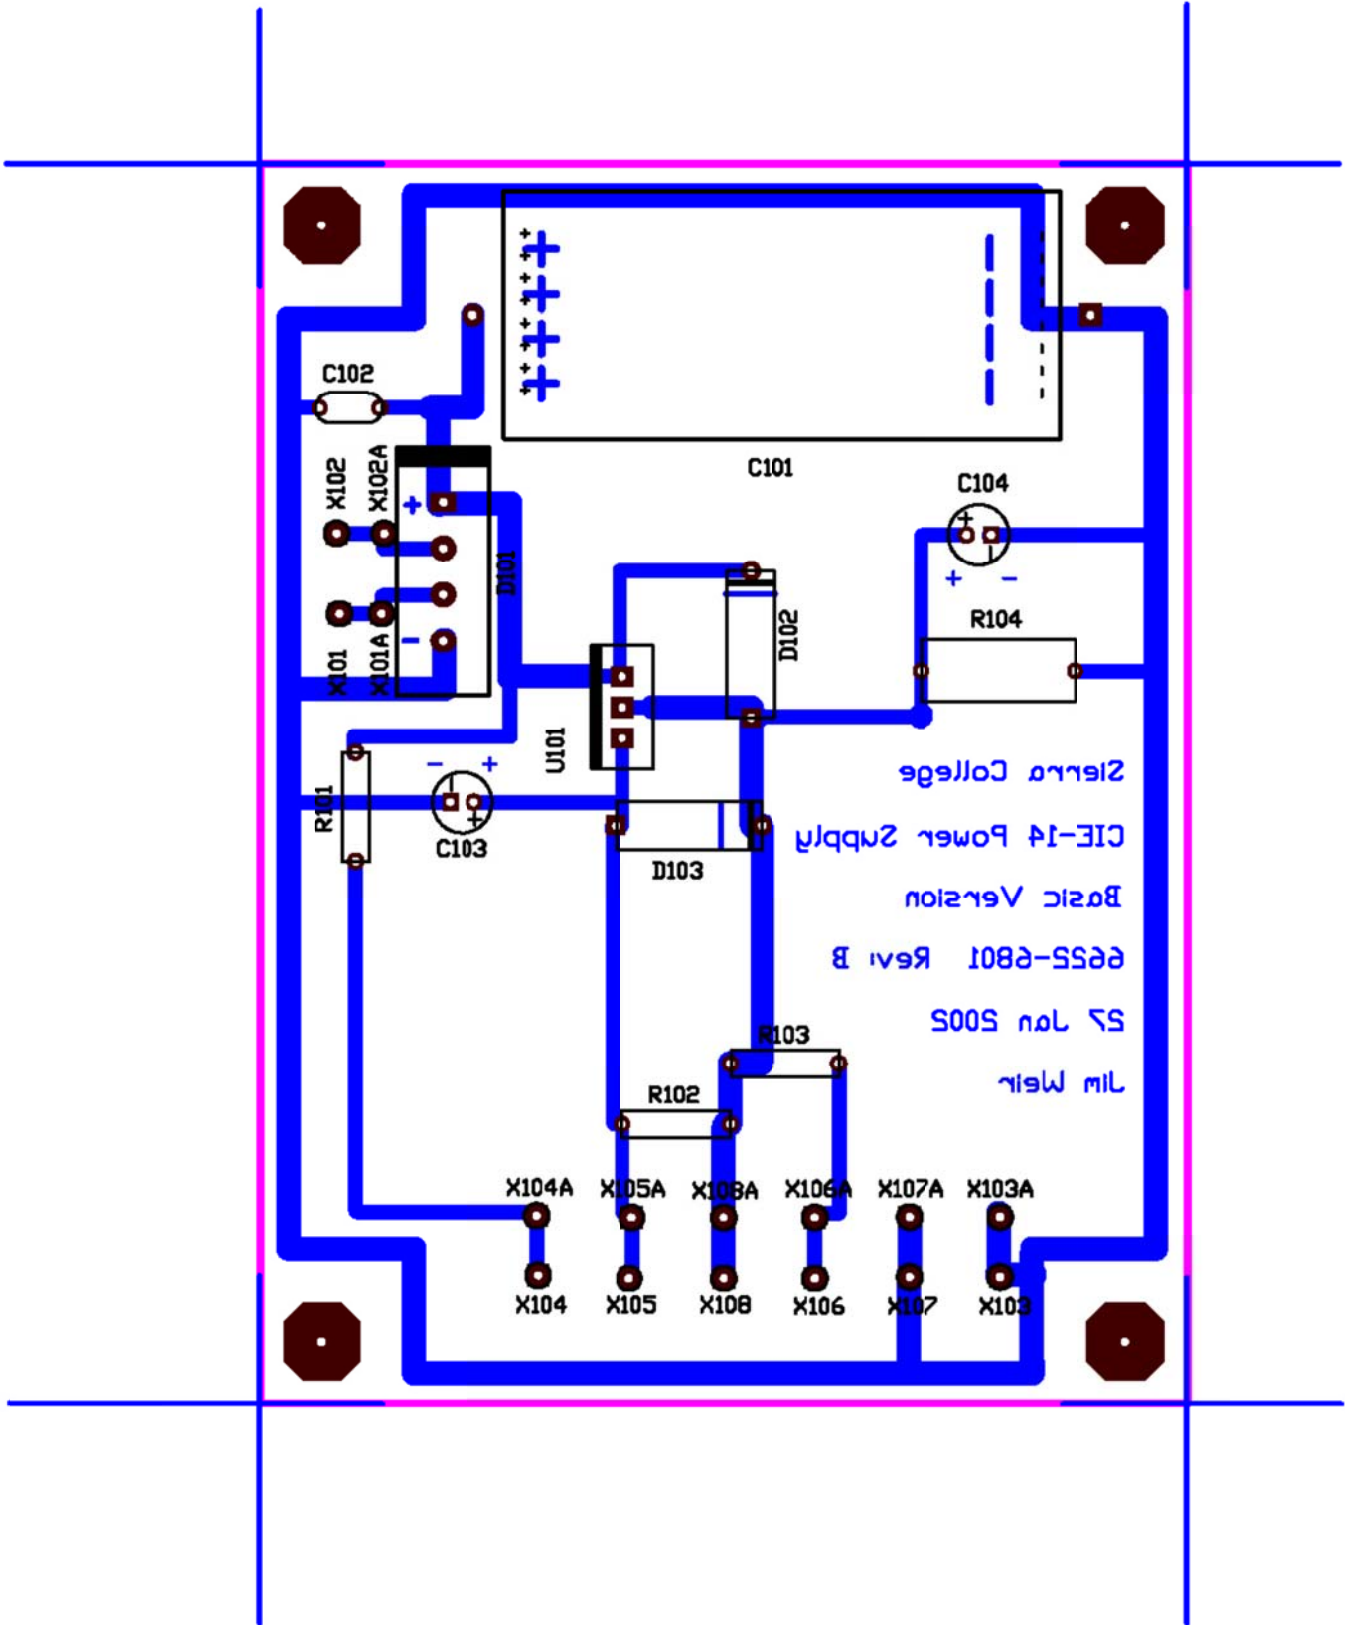 + + + +
+ + + +
+ + + +
+ + + +
C102
C101
X102
X102A
+
C104
+
+ -
D101
R104
D102
-
X101
X101A
U101
- +
Sierra College
R101
+
CIE-14 Power Supply
C103
D103
Basic Version
6622-6801 Rev: B
27 Jan 2002
R103
Jim Weir
R102
X104A X105A X108A X106A X107A X103A
X104 X105 X108 X106 X107 X103